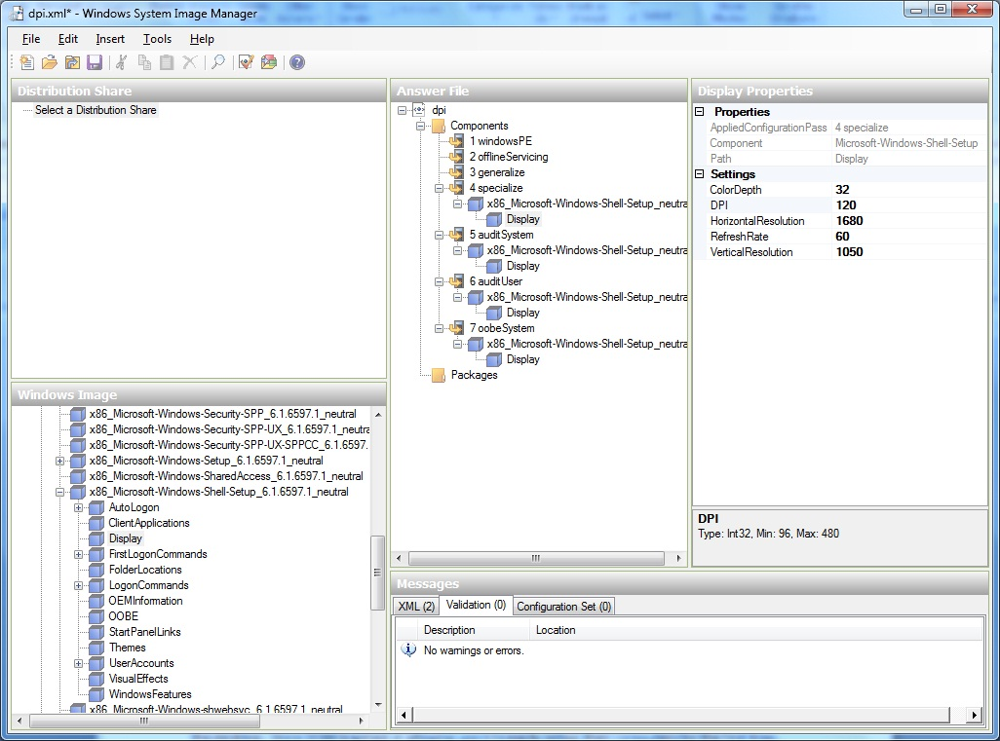 dpi.xml* - Windows System Image Manager
File Edit Insert Tools Help
Distribution Share
Select a Distribution Share
Windows Image
x86_Microsoft-Windows-Security-SPP_6.1.6597.1_neutral
x86_Microsoft-Windows-Security-SPP-UX_6.1.6597.1_neutra
x86_Microsoft-Windows-Security-SPP-UX-SPPCC_6.1.6597.
x86_Microsoft-Windows-Setup_6.1.6597.1_neutral
x86_Microsoft-Windows-SharedAccess_6.1.6597.1_neutral
x86_Microsoft-Windows-Shell-Setup_6.1.6597.1_neutral
AutoLogon
ClientApplications
Display
FirstLogonCommands
FolderLocations
LogonCommands
OEMInformation
OOBE
StartPanelLinks
Themes
UserAccounts
VisualEffects
WindowsFeatures
x86_Microsoft-Windows-shwebsvc_6.1.6597.1_neutral
Answer File
dpi
Components
1 windowsPE
2 offlineServicing
3 generalize
4 specialize
x86_Microsoft-Windows-Shell-Setup_neutra
Display
5 auditSystem
x86_Microsoft-Windows-Shell-Setup_neutra
Display
6 auditUser
x86_Microsoft-Windows-Shell-Setup_neutra
Display
7 oobeSystem
x86_Microsoft-Windows-Shell-Setup_neutra
Display
Packages
Display Properties
Properties
AppliedConfigurationPass 4 specialize
Component Microsoft-Windows-Shell-Setup
Path Display
Settings
ColorDepth 32
DPI 120
HorizontalResolution 1680
RefreshRate 60
VerticalResolution 1050
DPI
Type: Int32, Min: 96, Max: 480
Messages
XML (2) Validation (0) Configuration Set (0)
Description Location
No warnings or errors.